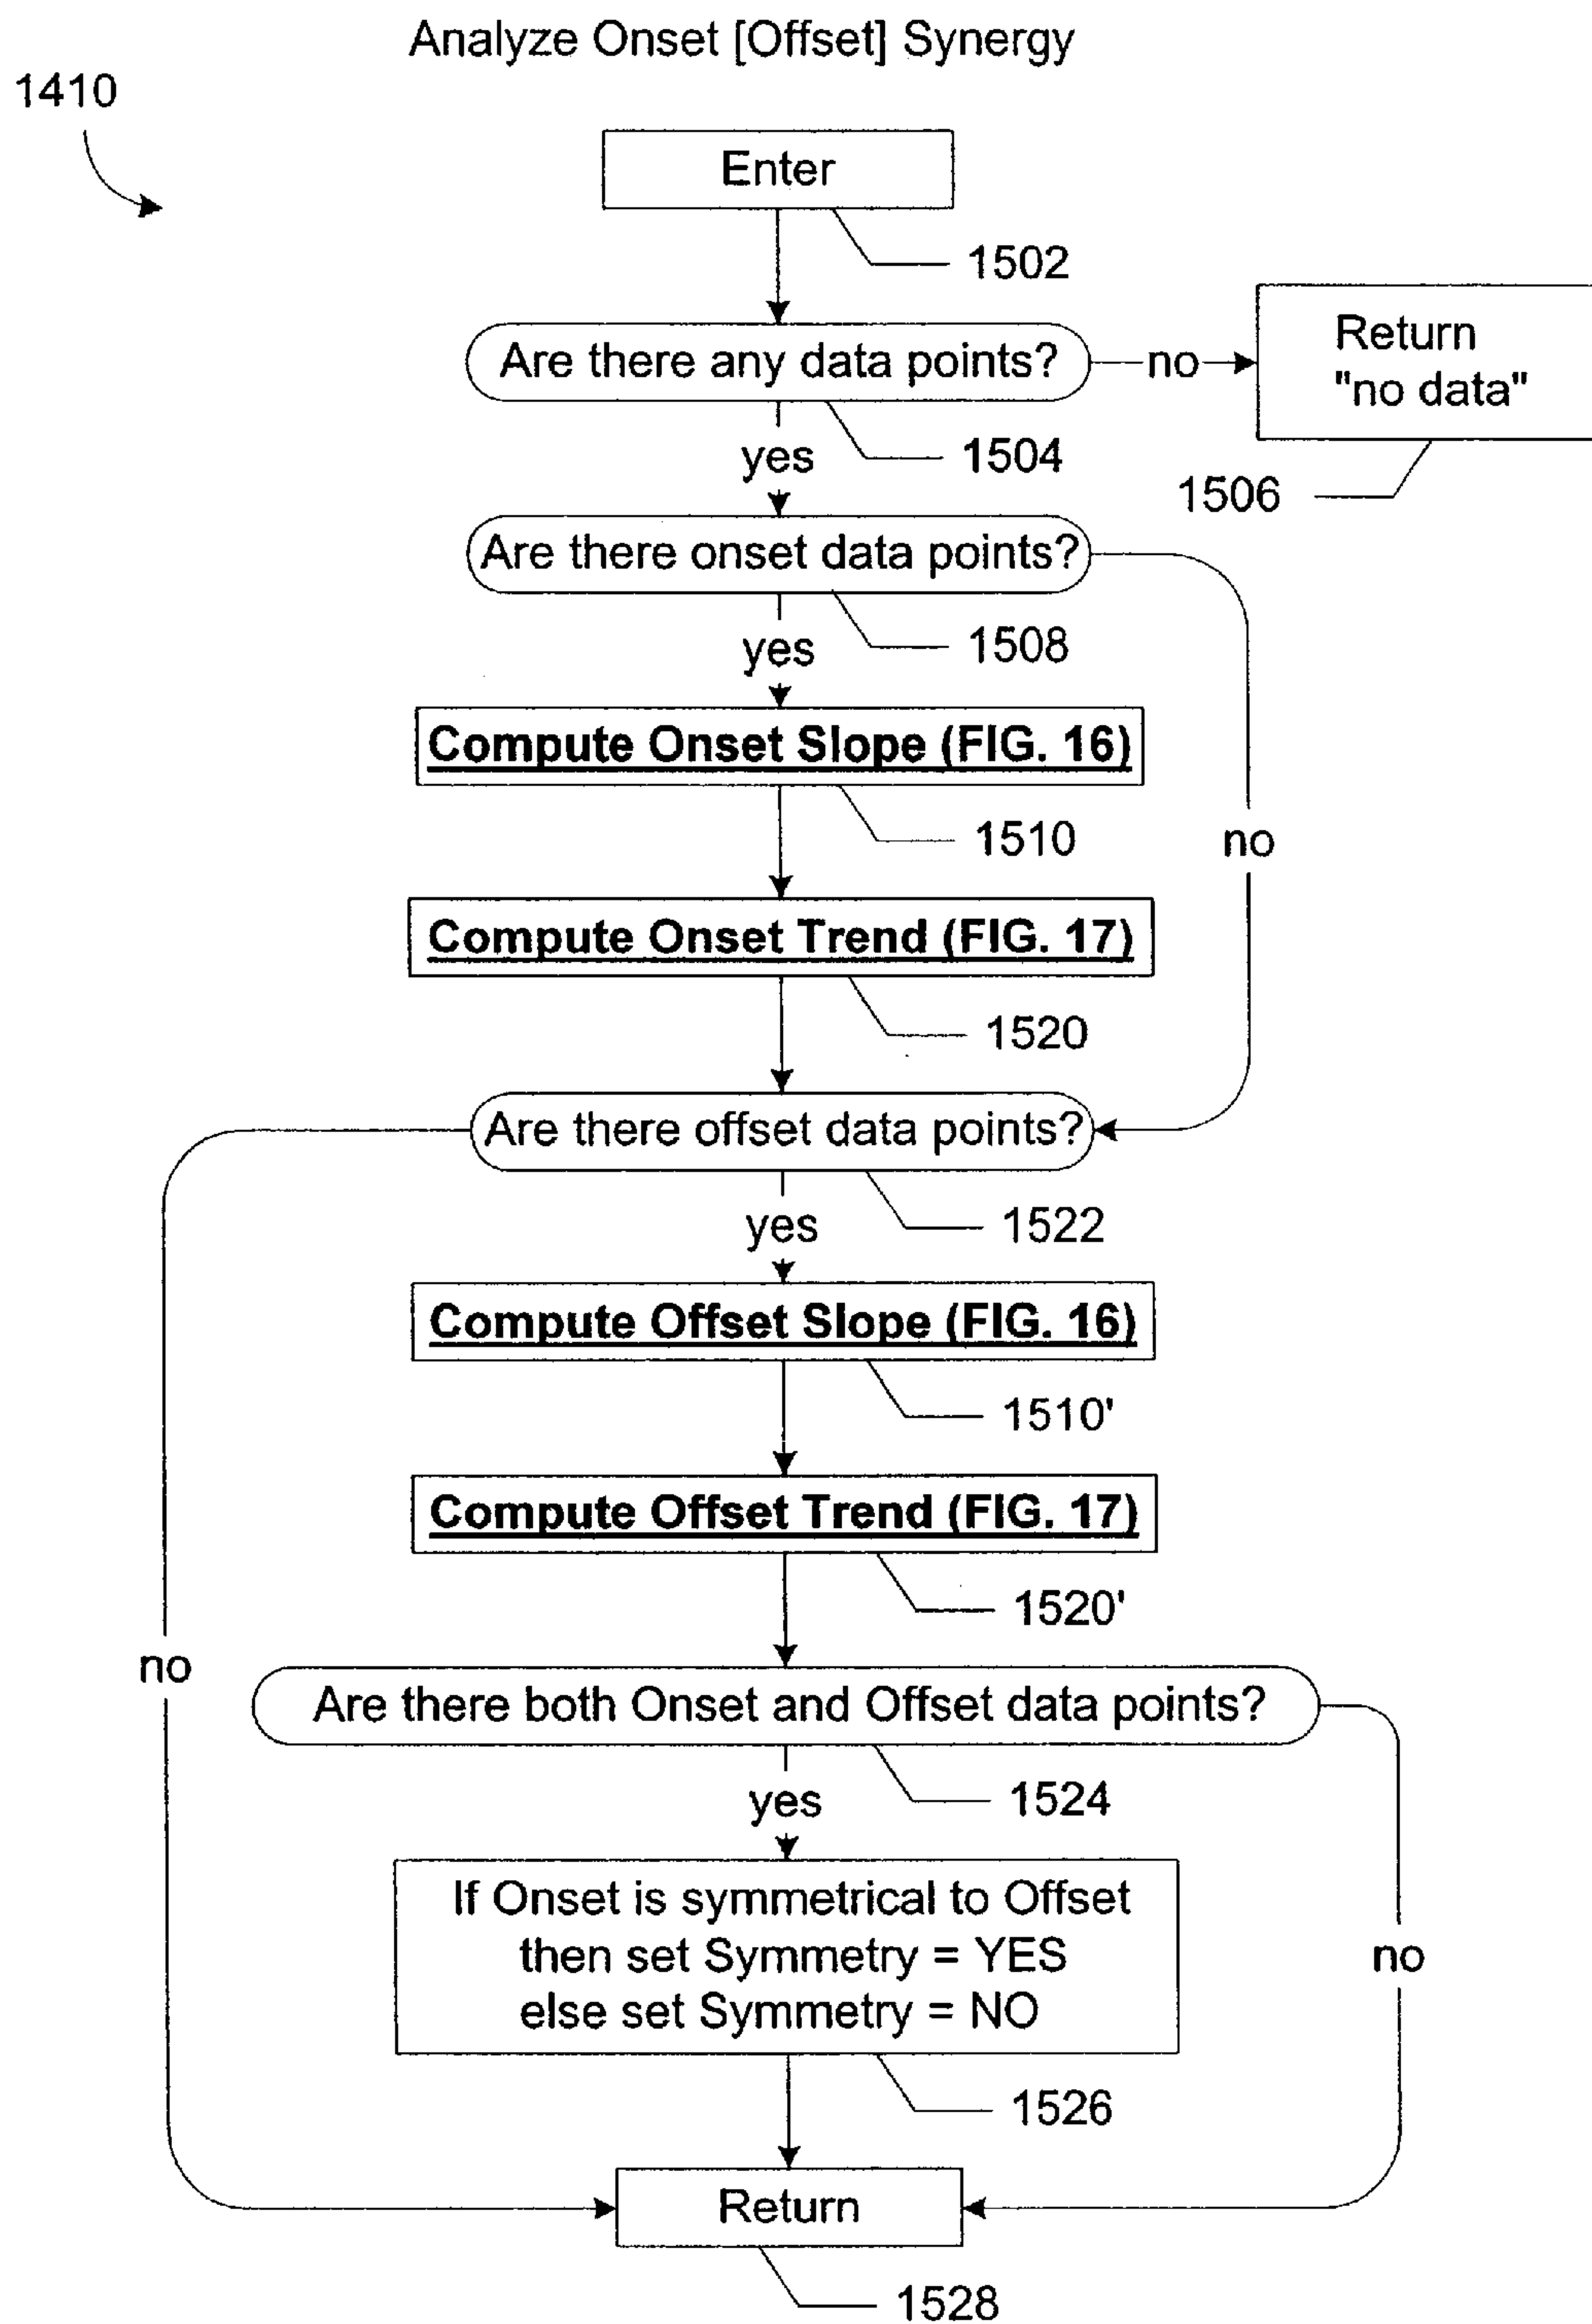 Analyze Onset [Offset] Synergy
1410
Enter
1502
Are there any data points?
no
Return
"no data"
1506
yes
1504
Are there onset data points?
yes
1508
Compute Onset Slope (FIG. 16)
1510
no
Compute Onset Trend (FIG. 17)
1520
Are there offset data points?
yes
1522
Compute Offset Slope (FIG. 16)
1510'
Compute Offset Trend (FIG. 17)
1520'
no
Are there both Onset and Offset data points?
yes
1524
If Onset is symmetrical to Offset
then set Symmetry = YES
else set Symmetry = NO
no
1526
Return
1528